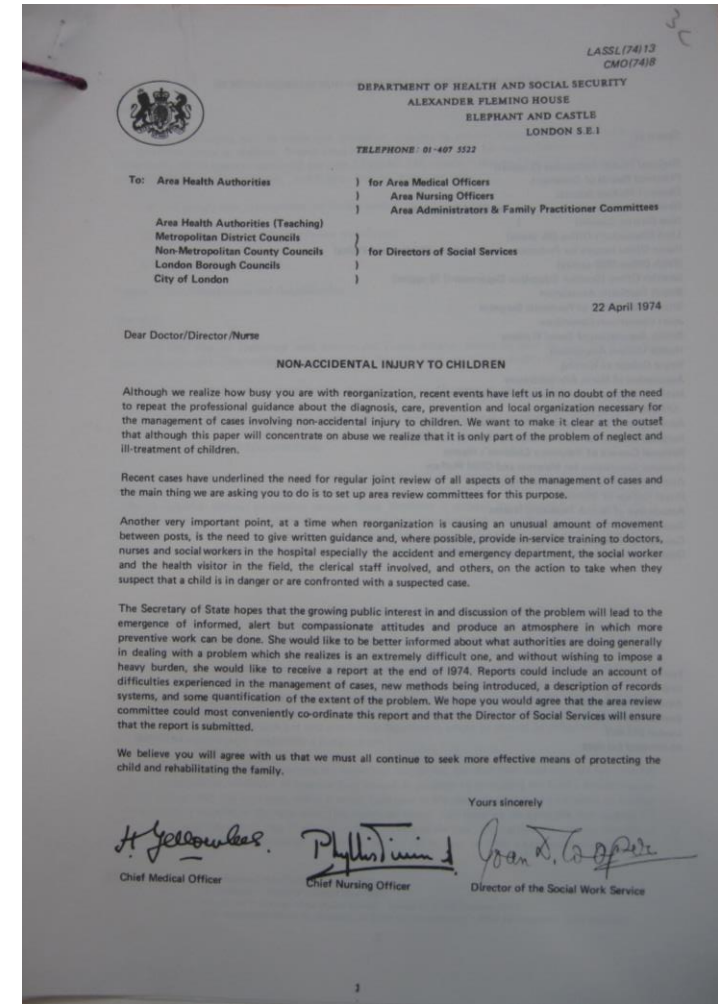 3c
LASSL(74)13
CMO(74)8
DEPARTMENT OF HEALTH AND SOCIAL SECURITY
ALEXANDER FLEMING HOUSE
ELEPHANT AND CASTLE
LONDON S.E.1
TELEPHONE: 01-407 5522
To: Area Health Authorities ) for Area Medical Officers
) Area Nursing Officers
) Area Administrators & Family Practitioner Committees
Area Health Authorities (Teaching)
Metropolitan District Councils )
Non-Metropolitan County Councils ) for Directors of Social Services
London Borough Councils )
City of London )
22 April 1974
Dear Doctor/Director/Nurse
NON-ACCIDENTAL INJURY TO CHILDREN
Although we realize how busy you are with reorganization, recent events have left us in no doubt of the need
to repeat the professional guidance about the diagnosis, care, prevention and local organization necessary for
the management of cases involving non-accidental injury to children. We want to make it clear at the outset
that although this paper will concentrate on abuse we realize that it is only part of the problem of neglect and
ill-treatment of children.
Recent cases have underlined the need for regular joint review of all aspects of the management of cases and
the main thing we are asking you to do is to set up area review committees for this purpose.
Another very important point, at a time when reorganization is causing an unusual amount of movement
between posts, is the need to give written guidance and, where possible, provide in-service training to doctors,
nurses and social workers in the hospital especially the accident and emergency department, the social worker
and the health visitor in the field, the clerical staff involved, and others, on the action to take when they
suspect that a child is in danger or are confronted with a suspected case.
The Secretary of State hopes that the growing public interest in and discussion of the problem will lead to the
emergence of informed, alert but compassionate attitudes and produce an atmosphere in which more
preventive work can be done. She would like to be better informed about what authorities are doing generally
in dealing with a problem which she realizes is an extremely difficult one, and without wishing to impose a
heavy burden, she would like to receive a report at the end of 1974. Reports could include an account of
difficulties experienced in the management of cases, new methods being introduced, a description of records
systems, and some quantification of the extent of the problem. We hope you would agree that the area review
committee could most conveniently co-ordinate this report and that the Director of Social Services will ensure
that the report is submitted.
We believe you will agree with us that we must all continue to seek more effective means of protecting the
child and rehabilitating the family.
Yours sincerely
H Yellowlees. Phyllis Joan D. Cooper
Chief Medical Officer Chief Nursing Officer Director of the Social Work Service